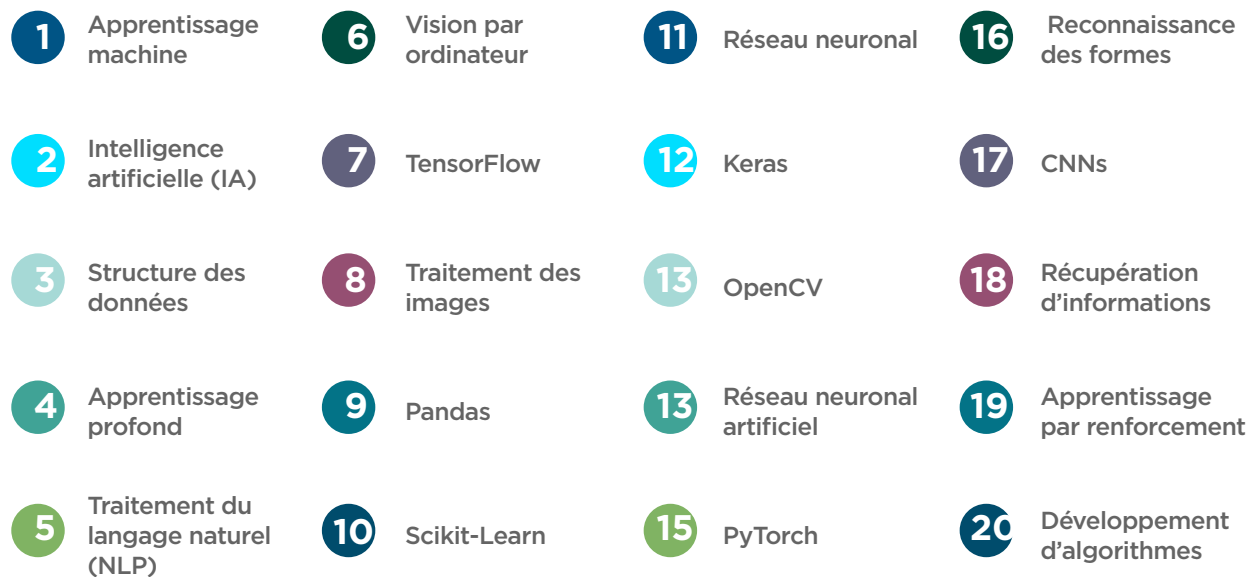 1
Apprentissage
machine
2
Intelligence
artificielle (IA)
3
Structure des
données
4
Apprentissage
profond
5
Traitement du
langage naturel
(NLP)
6
Vision par
ordinateur
7
TensorFlow
8
Traitement des
images
9
Pandas
10
Scikit-Learn
11
Réseau neuronal
12
Keras
13
OpenCV
13
Réseau neuronal
artificiel
15
PyTorch
16
Reconnaissance
des formes
17
CNNs
18
Récupération
d’informations
19
Apprentissage
par renforcement
20
Développement
d’algorithmes